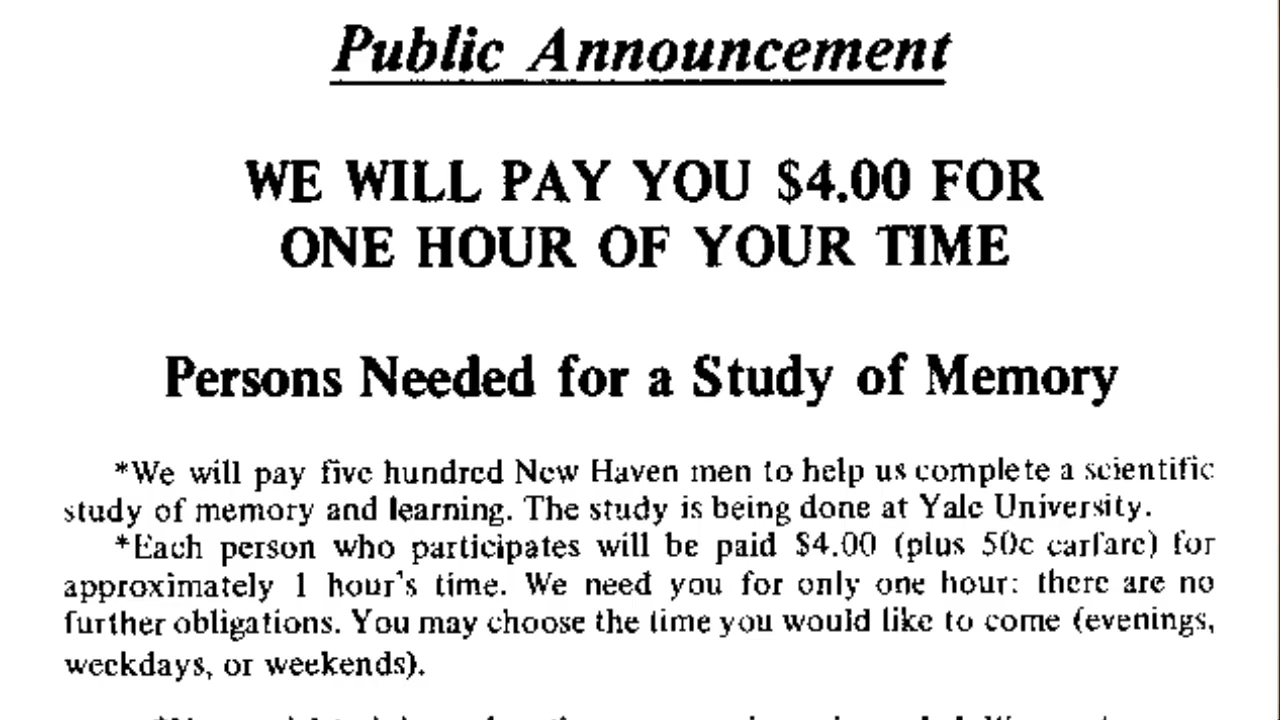 Public Announcement
WE WILL PAY YOU $4.00 FOR
ONE HOUR OF YOUR TIME
Persons Needed for a Study of Memory
*We will pay five hundred New Haven men to help us complete a scientific
study of memory and learning. The study is being done at Yale University.
*Each person who participates will be paid $4.00 (plus 50c carfare) for
approximately 1 hour's time. We need you for only one hour: there are no
further obligations. You may choose the time you would like to come (evenings,
weekdays, or weekends).